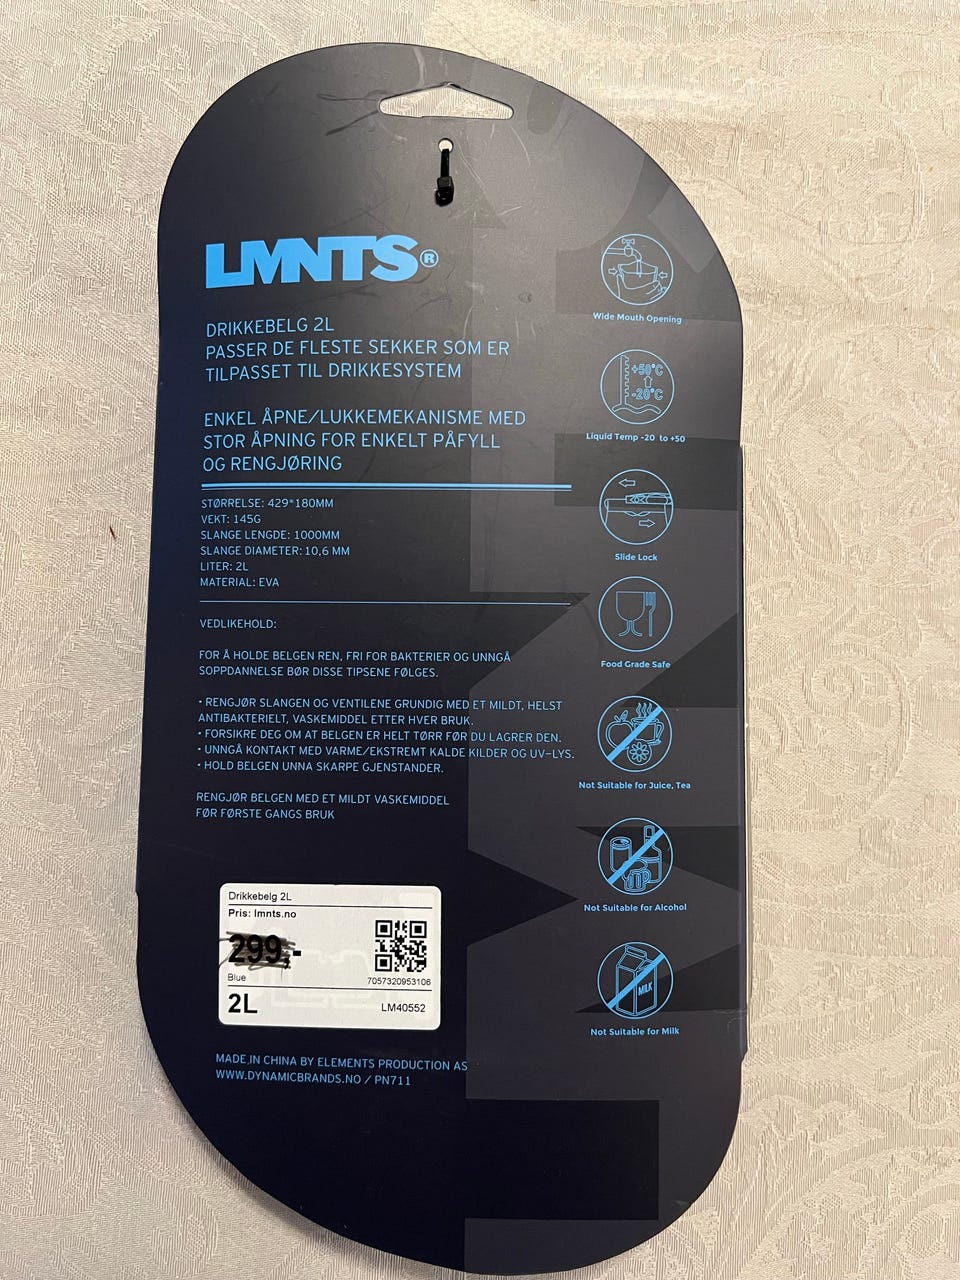 LMNTS®
DRIKKEBELG 2L
PASSER DE FLESTE SEKKER SOM ER
TILPASSET TIL DRIKKESYSTEM
ENKEL ÅPNE/LUKKEMEKANISME MED
STOR ÅPNING FOR ENKELT PÅFYLL
OG RENGJØRING
STØRRELSE: 429*180MM
VEKT: 145G
SLANGE LENGDE: 1000MM
SLANGE DIAMETER: 10,6 MM
LITER: 2L
MATERIAL: EVA
VEDLIKEHOLD:
FOR Å HOLDE BELGEN REN, FRI FOR BAKTERIER OG UNNGÅ
SOPPDANNELSE BØR DISSE TIPSENE FØLGES.
• RENGJØR SLANGEN OG VENTILENE GRUNDIG MED ET MILDT, HELST
ANTIBAKTERIELT, VASKEMIDDEL ETTER HVER BRUK.
• FORSIKRE DEG OM AT BELGEN ER HELT TØRR FØR DU LAGRER DEN.
• UNNGÅ KONTAKT MED VARME/EKSTREMT KALDE KILDER OG UV-LYS.
• HOLD BELGEN UNNA SKARPE GJENSTANDER.
RENGJØR BELGEN MED ET MILDT VASKEMIDDEL
FØR FØRSTE GANGS BRUK
Drikkebelg 2L
Pris: lmnts.no
299,-
Blue
7057320953106
2L
LM40552
MADE IN CHINA BY ELEMENTS PRODUCTION AS
WWW.DYNAMICBRANDS.NO / PN711
Wide Mouth Opening
+50°C
-20°C
Liquid Temp -20 to +50
Slide Lock
Food Grade Safe
Not Suitable for Juice, Tea
Not Suitable for Alcohol
MILK
Not Suitable for Milk